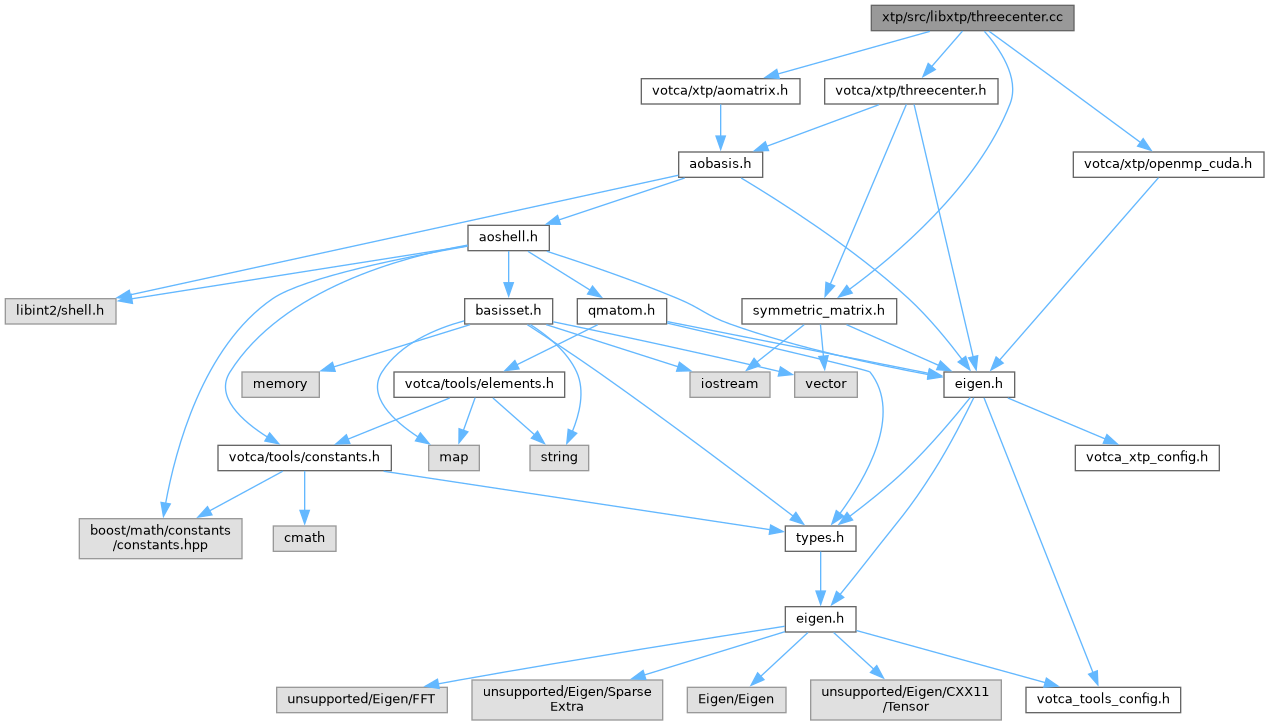 xtp/src/libxtp/threecenter.cc
votca/xtp/aomatrix.h
votca/xtp/threecenter.h
aobasis.h
votca/xtp/openmp_cuda.h
aoshell.h
libint2/shell.h
basisset.h
qmatom.h
symmetric_matrix.h
memory
votca/tools/elements.h
iostream
vector
eigen.h
votca/tools/constants.h
map
string
votca_xtp_config.h
boost/math/constants
/constants.hpp
cmath
types.h
eigen.h
unsupported/Eigen/FFT
unsupported/Eigen/Sparse
Extra
Eigen/Eigen
unsupported/Eigen/CXX11
/Tensor
votca_tools_config.h